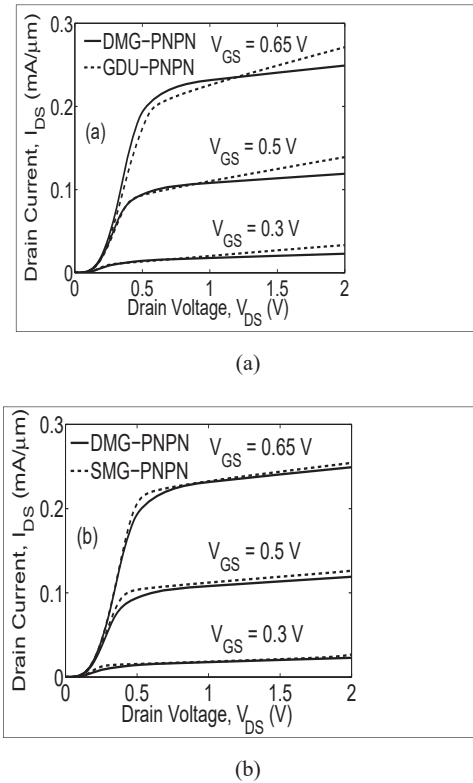 0.3
0.2
0.1
0
Drain Current, I_DS (mA/μm)
DMG−PNPN
GDU−PNPN
V_GS = 0.65 V
(a)
V_GS = 0.5 V
V_GS = 0.3 V
0 0.5 1 1.5 2
Drain Voltage, V_DS (V)
(a)
0.3
0.2
0.1
0
Drain Current, I_DS (mA/μm)
DMG−PNPN
SMG−PNPN
V_GS = 0.65 V
(b)
V_GS = 0.5 V
V_GS = 0.3 V
0 0.5 1 1.5 2
Drain Voltage, V_DS (V)
(b)